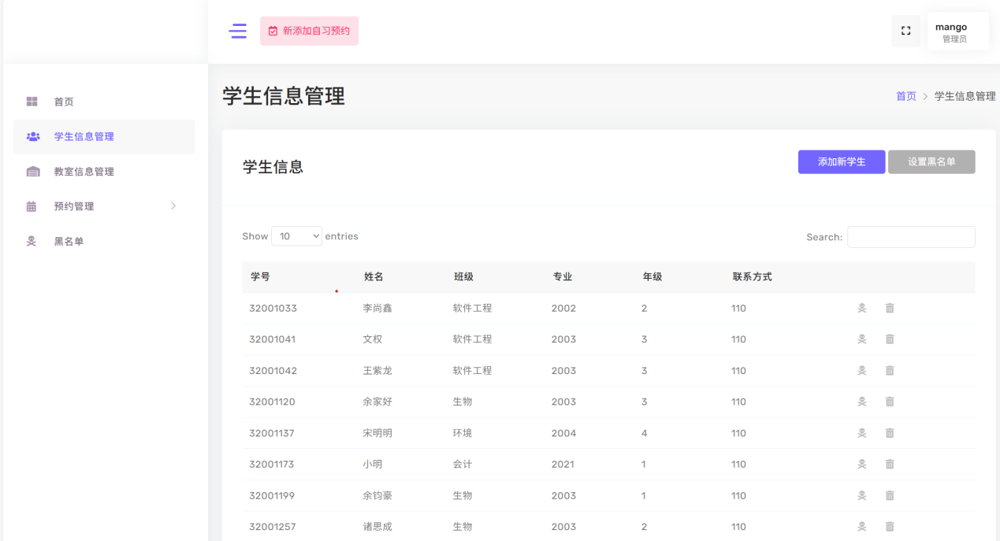 新添加自习预约
mango
管理员
首页
学生信息管理
教室信息管理
预约管理
黑名单
学生信息管理
首页 > 学生信息管理
学生信息
添加新学生 设置黑名单
Show 10 entries
Search:
学号 姓名 班级 专业 年级 联系方式
32001033 李尚鑫 软件工程 2002 2 110
32001041 文权 软件工程 2003 3 110
32001042 王紫龙 软件工程 2003 3 110
32001120 余家好 生物 2003 3 110
32001137 宋明明 环境 2004 4 110
32001173 小明 会计 2021 1 110
32001199 余钧豪 生物 2003 1 110
32001257 诸思成 生物 2003 2 110